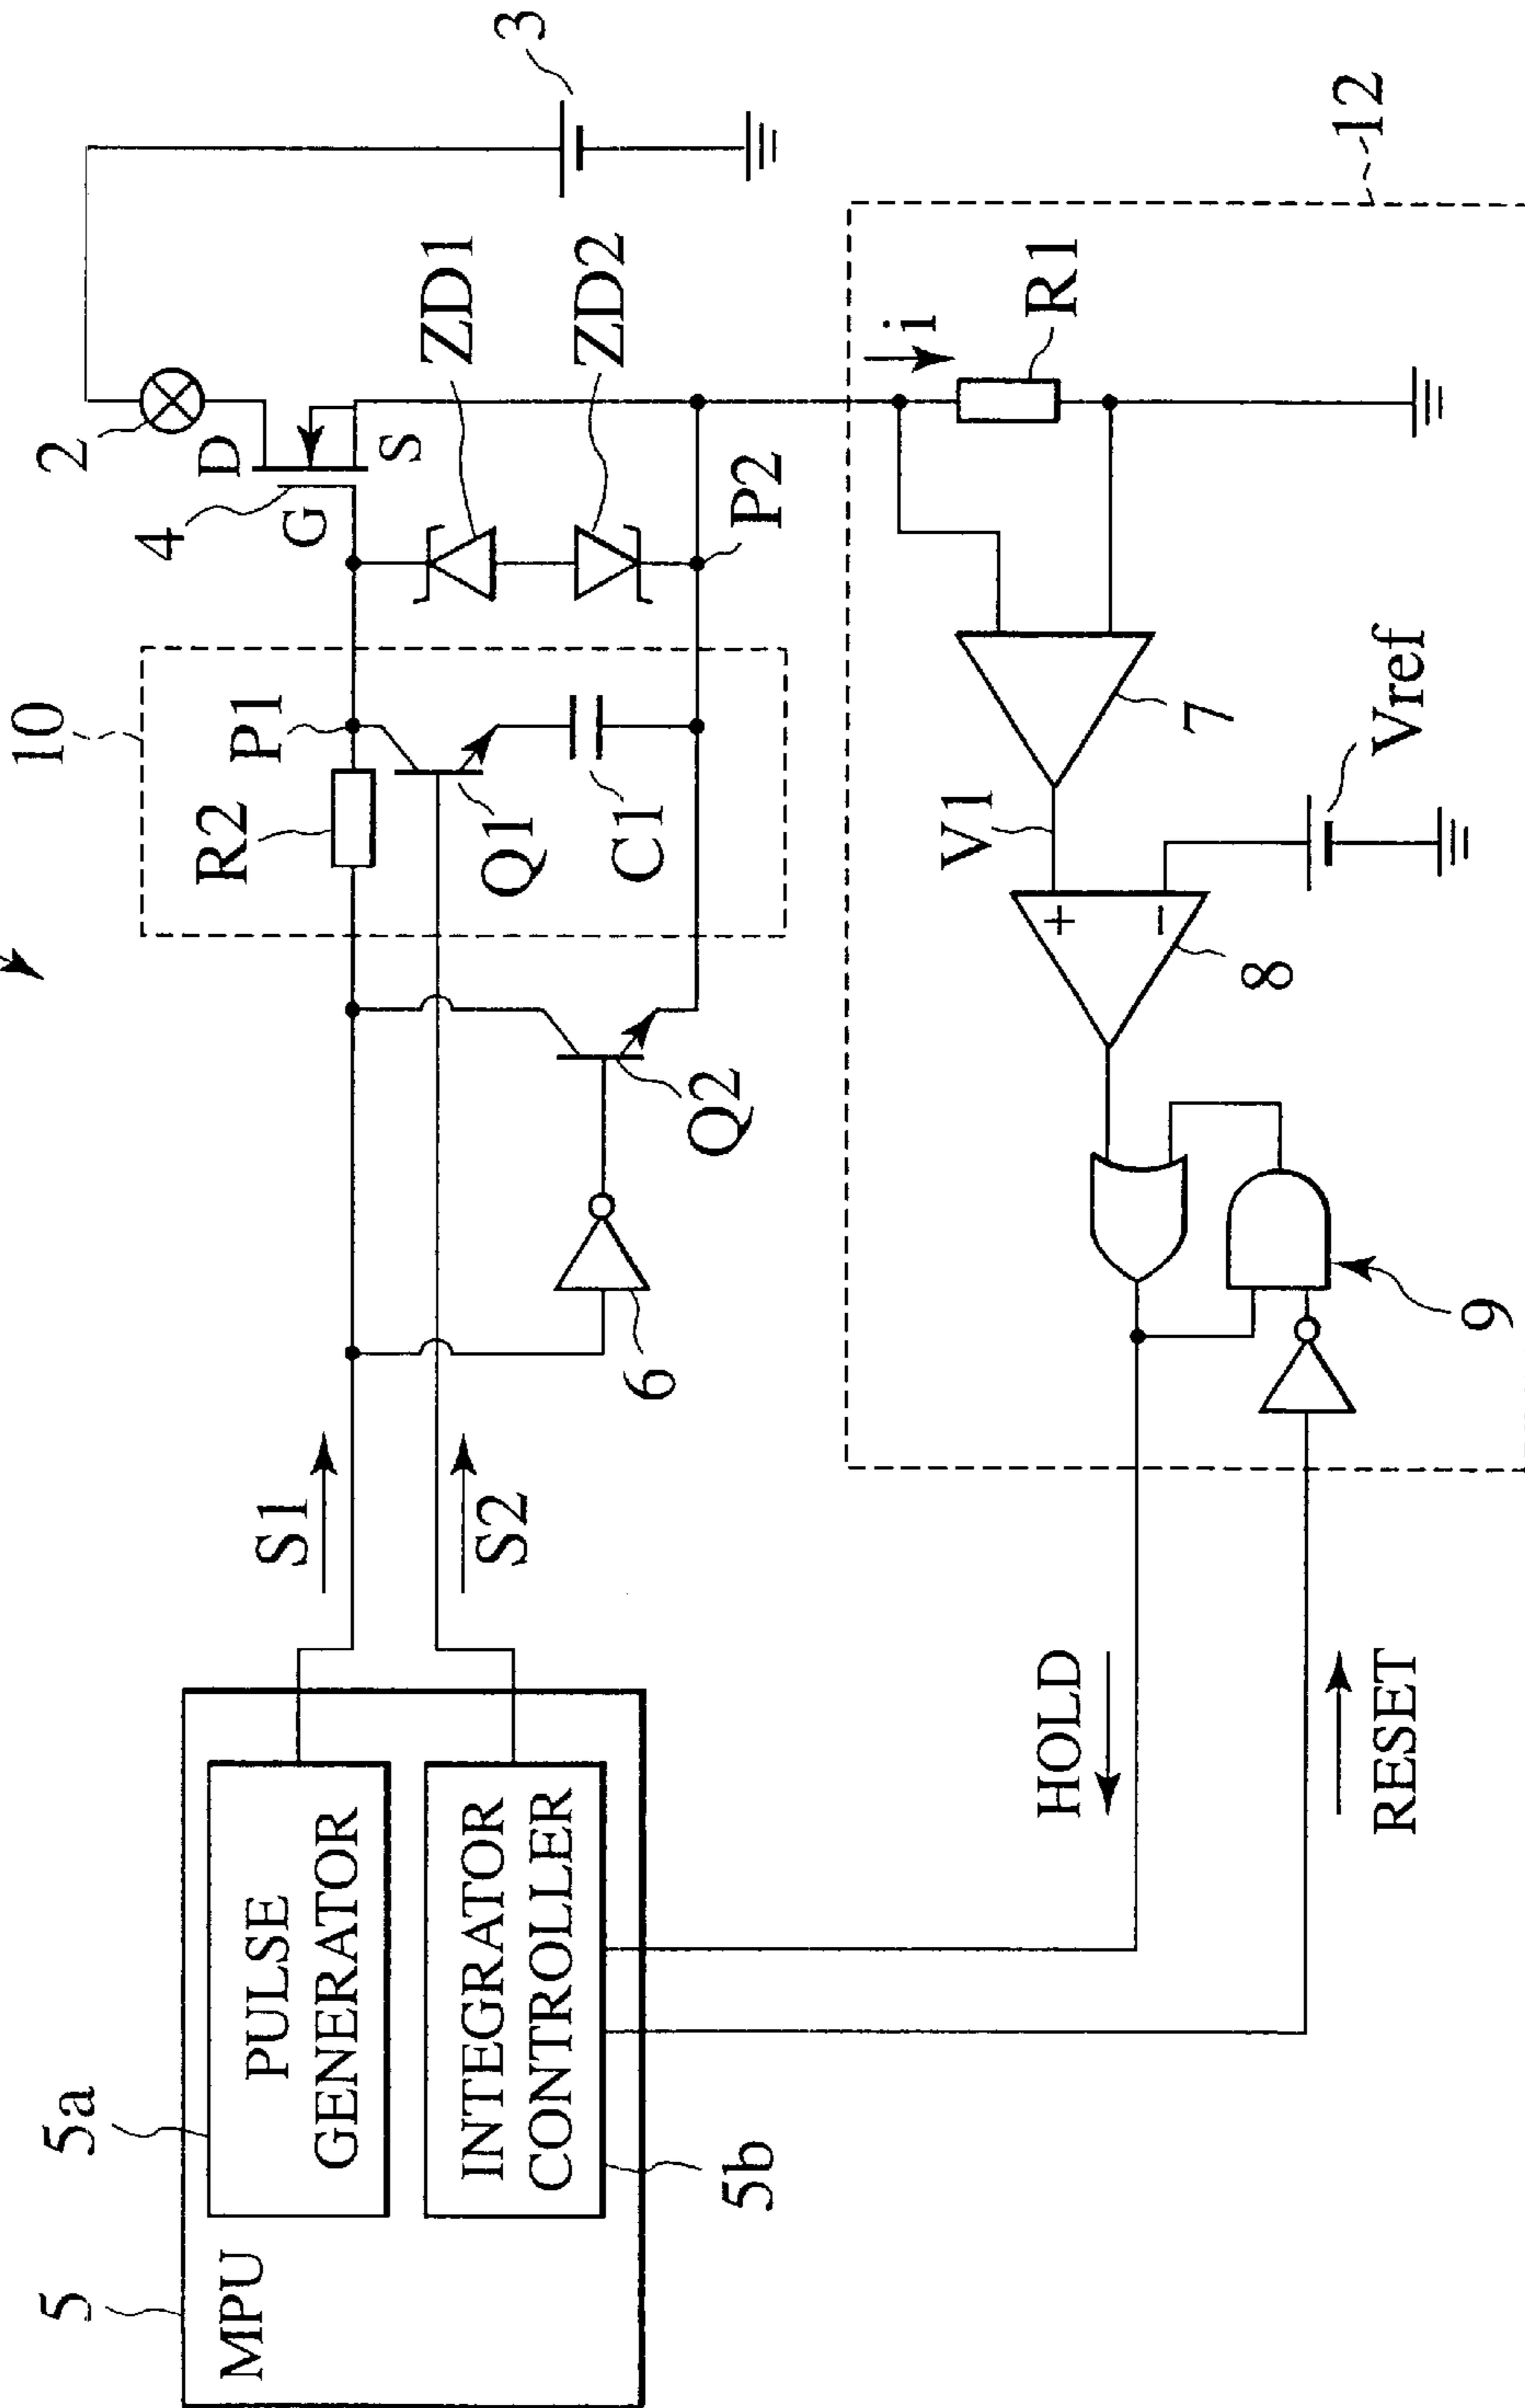 3
2
D
4
G
S
ZD1
ZD2
10
P1
R2
Q1
C1
P2
Q2
6
S1
S2
5
5a
MPU
PULSE
GENERATOR
INTEGRATOR
CONTROLLER
5b
12
i
R1
7
V1
Vref
+
−
8
9
HOLD
RESET